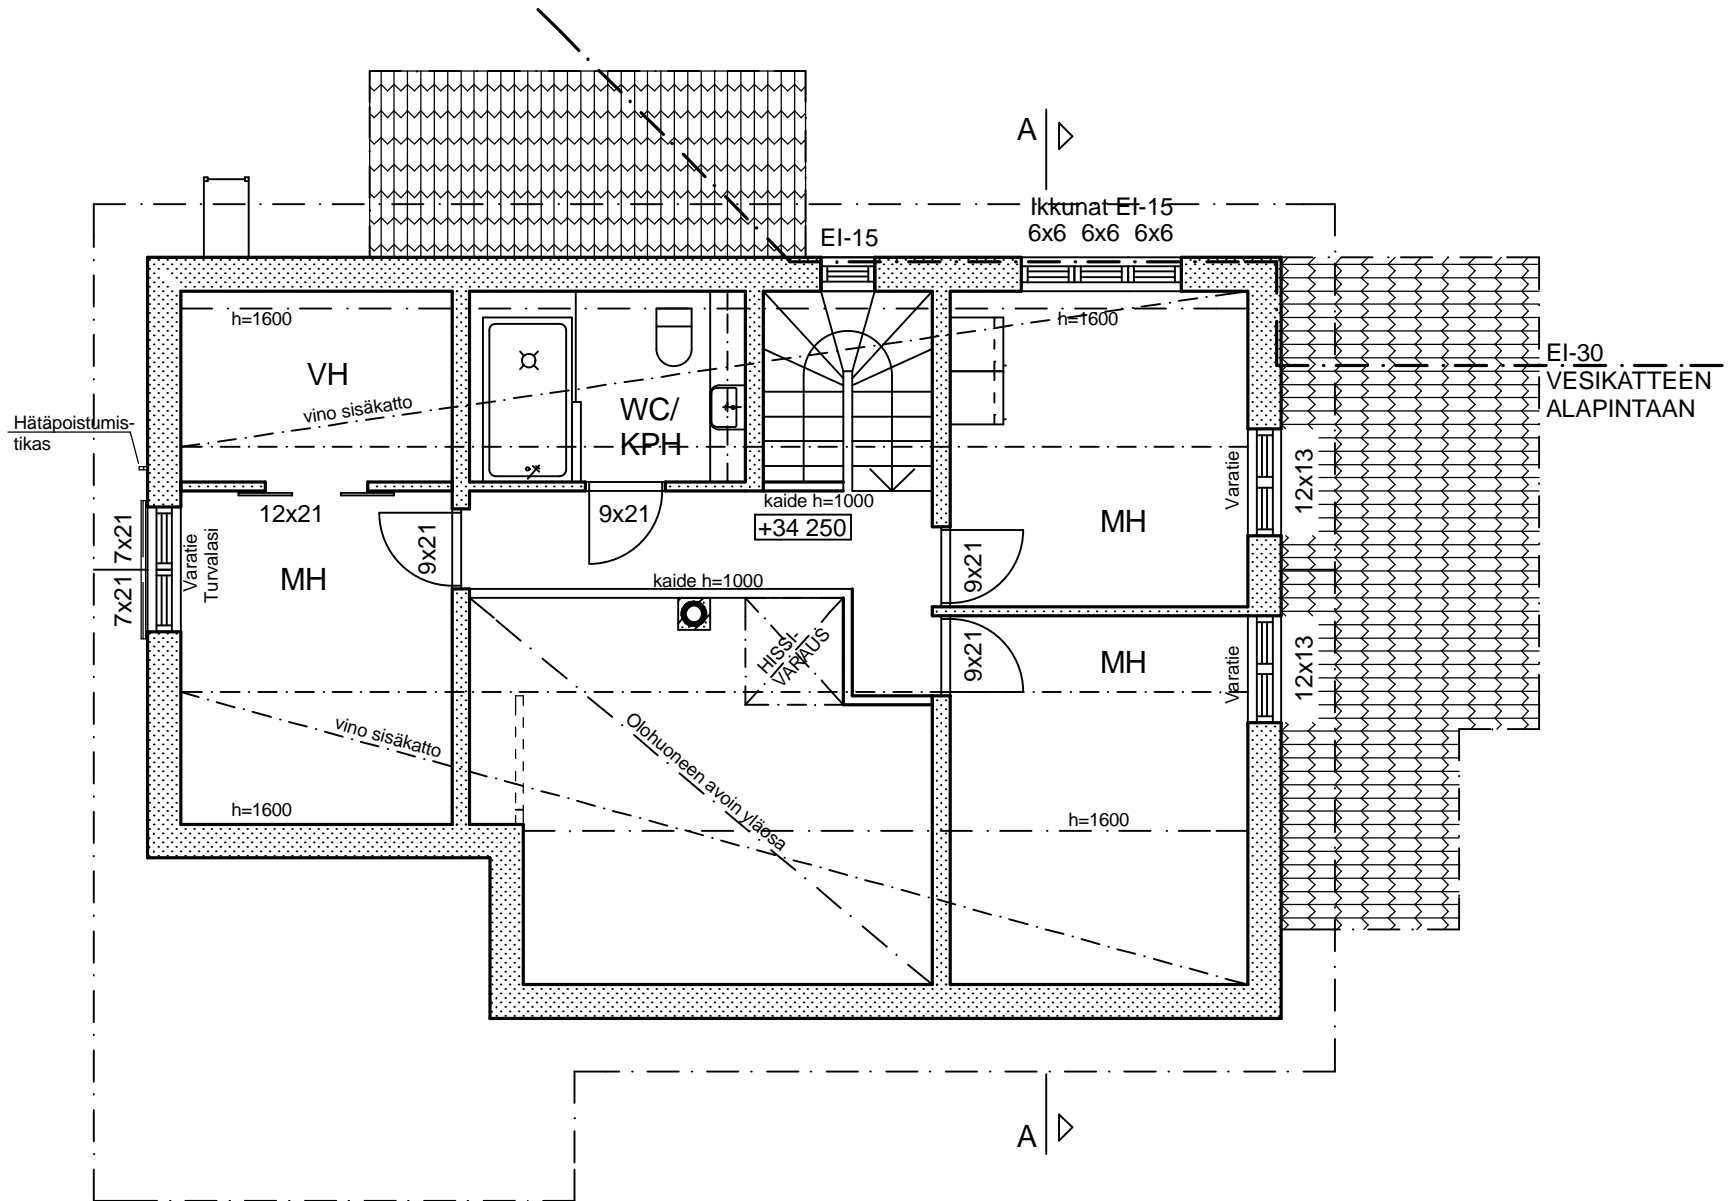 A
Ikkunat EI-15
6x6 6x6 6x6
EI-15
h=1600
h=1600
VH
vino sisäkatto
WC/
KPH
EI-30
VESIKATTEEN
ALAPINTAAN
Hätäpoistumis-
tikas
Varatie
12x13
12x21
9x21
kaide h=1000
+34 250
MH
7x21
7x21
Varatie
Turvalasi
MH
9x21
kaide h=1000
9x21
HISSI-
VARAUS
9x21
MH
Varatie
12x13
vino sisäkatto
Olohuoneen avoin yläosa
h=1600
h=1600
A